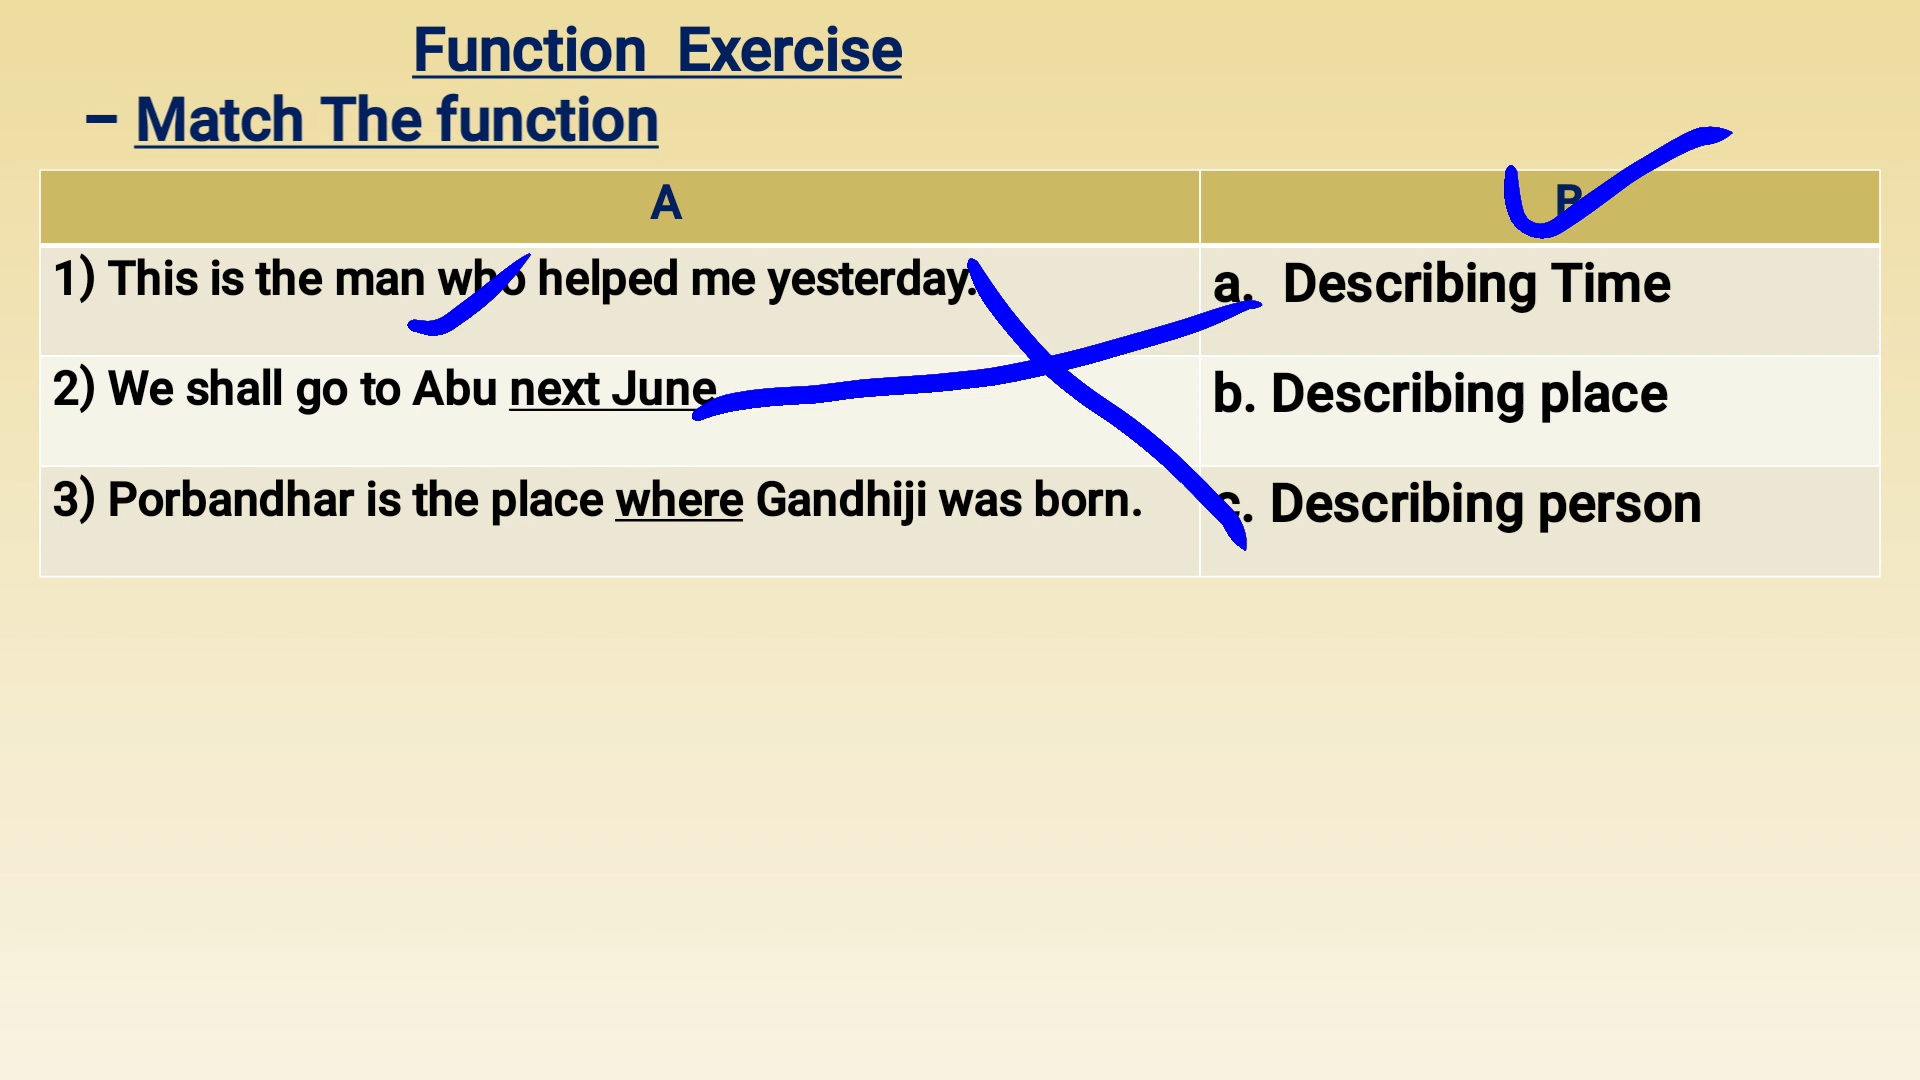 Function Exercise
– Match The function
A
B
1) This is the man who helped me yesterday.
a. Describing Time
2) We shall go to Abu next June
b. Describing place
3) Porbandhar is the place where Gandhiji was born.
c. Describing person